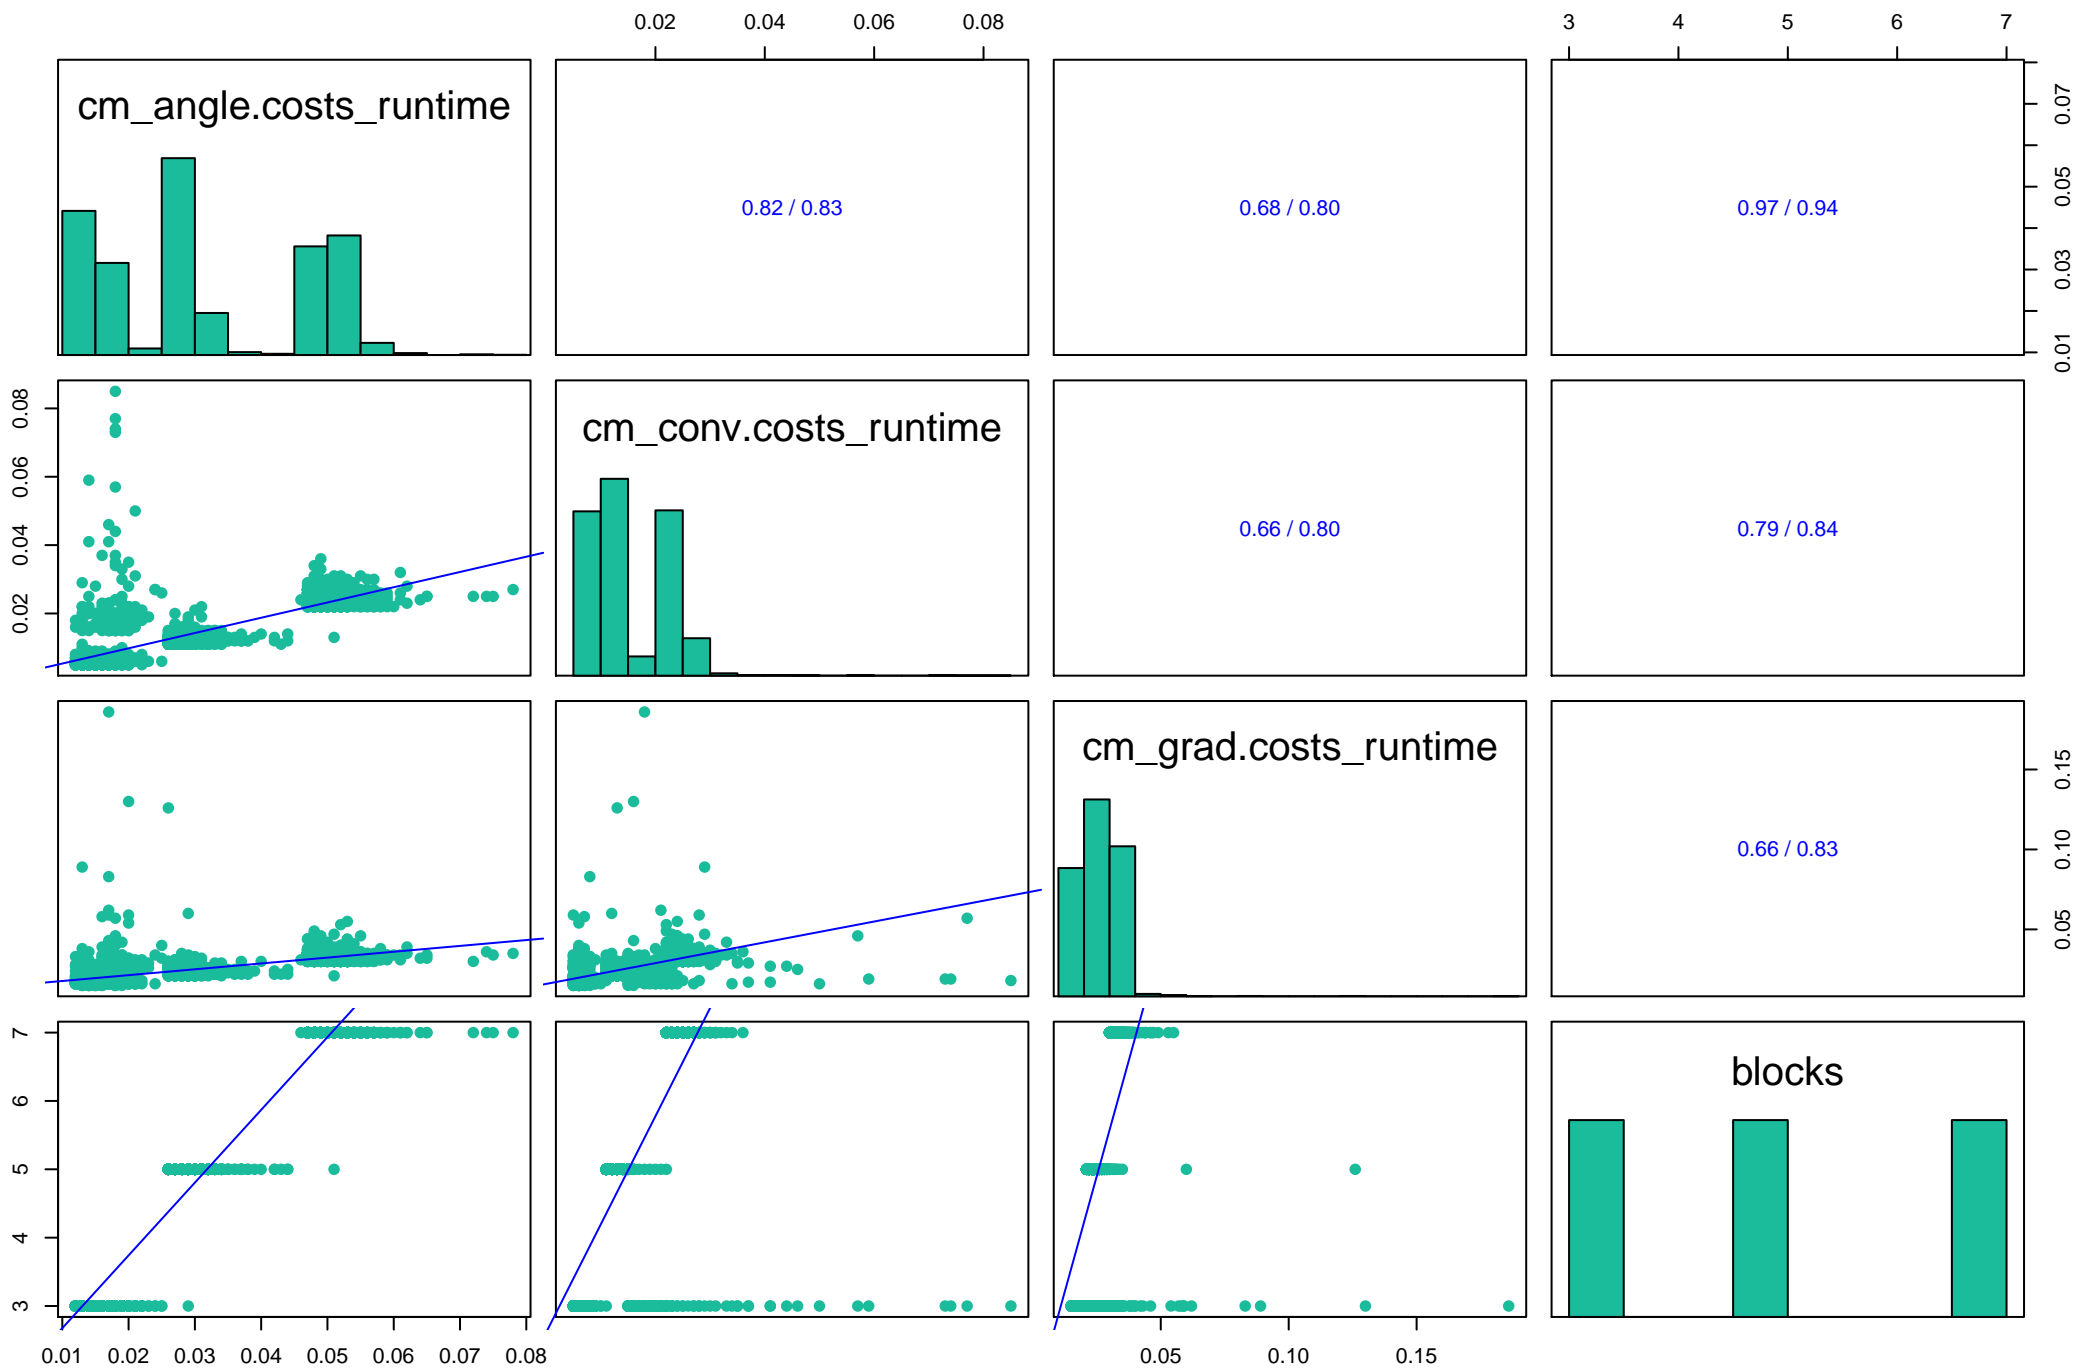 0.02 0.04 0.06 0.08 3 4 5 6 7
cm_angle.costs_runtime
0.82 / 0.83
0.68 / 0.80
0.97 / 0.94
0.01 0.03 0.05 0.07
0.02 0.04 0.06 0.08
cm_conv.costs_runtime
0.66 / 0.80
0.79 / 0.84
cm_grad.costs_runtime
0.66 / 0.83
0.05 0.10 0.15
3 4 5 6 7
blocks
0.01 0.02 0.03 0.04 0.05 0.06 0.07 0.08 0.05 0.10 0.15